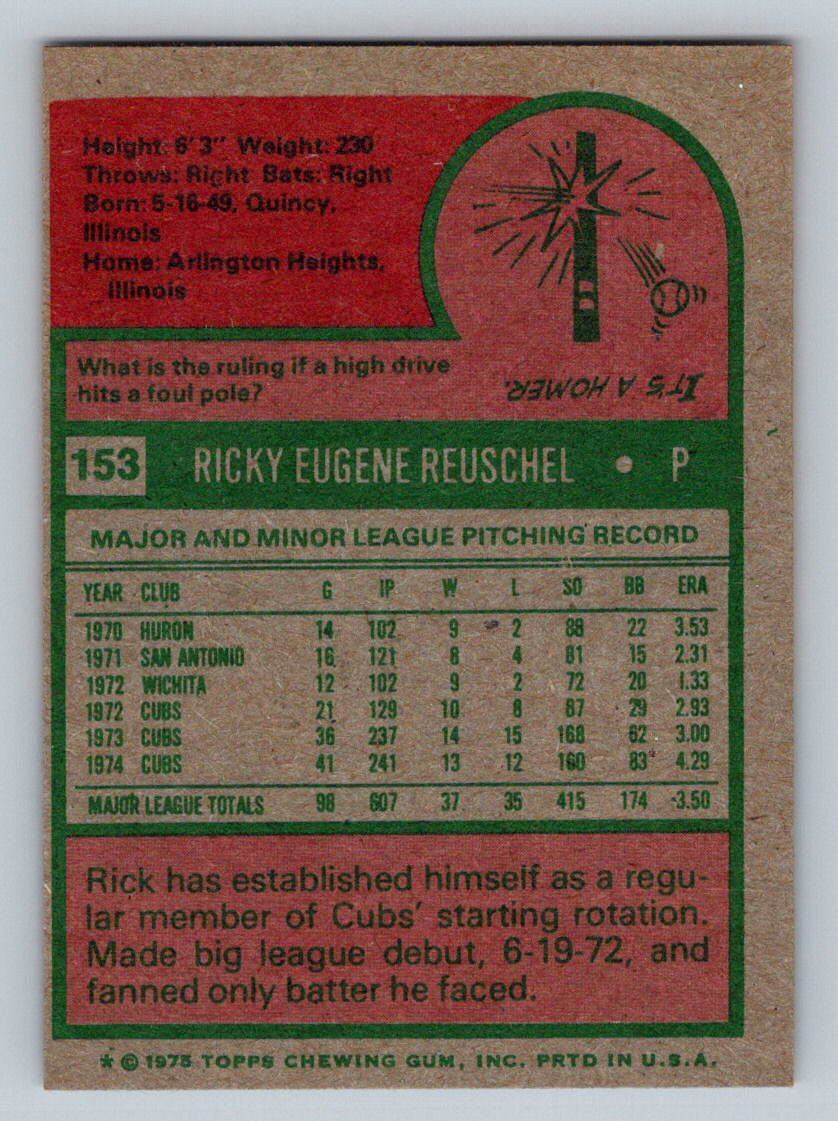 Height: 6'3" Weight: 230
Throws: Right Bats: Right
Born: 5-16-49, Quincy,
Illinois
Home: Arlington Heights,
Illinois
What is the ruling if a high drive
hits a foul pole?
IT'S A HOMER.
153 RICKY EUGENE REUSCHEL • P
MAJOR AND MINOR LEAGUE PITCHING RECORD
YEAR CLUB G IP W L SO BB ERA
1970 HURON 14 102 9 2 88 22 3.53
1971 SAN ANTONIO 16 121 8 4 81 15 2.31
1972 WICHITA 12 102 9 2 72 20 1.33
1972 CUBS 21 129 10 8 87 29 2.93
1973 CUBS 36 237 14 15 168 62 3.00
1974 CUBS 41 241 13 12 160 83 4.29
MAJOR LEAGUE TOTALS 98 607 37 35 415 174 3.50
Rick has established himself as a regu-
lar member of Cubs' starting rotation.
Made big league debut, 6-19-72, and
fanned only batter he faced.
* © 1975 TOPPS CHEWING GUM, INC. PRTD IN U.S.A.